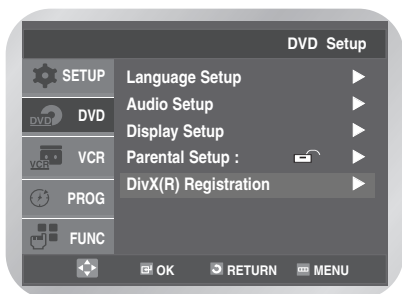 DVD Setup
SETUP
Language Setup
Audio Setup
DVD DVD
Display Setup
VCR VCR
Parental Setup :
DivX(R) Registration
PROG
FUNC
OK RETURN MENU